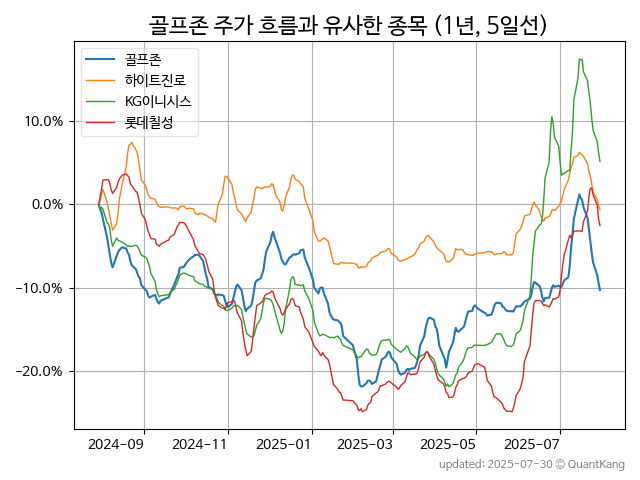 골프존 주가 흐름과 유사한 종목 (1년, 5일선)
골프존
하이트진로
KG이니시스
롯데칠성
10.0%
0.0%
−10.0%
−20.0%
2024-09
2024-11
2025-01
2025-03
2025-05
2025-07
updated: 2025-07-30 © QuantKang